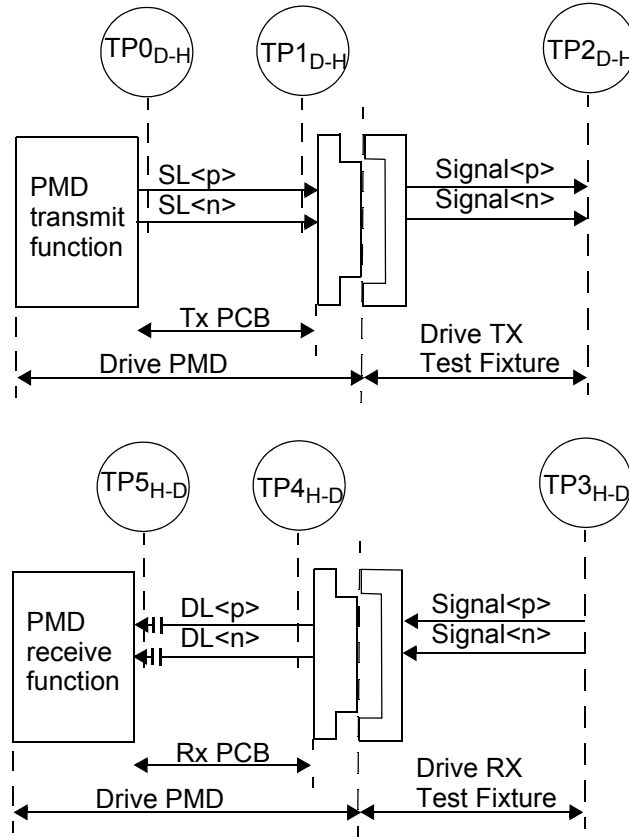 TP0D-H
TP1D-H
TP2D-H
PMD
transmit
function
SL<p>
SL<n>
Signal<p>
Signal<n>
Tx PCB
Drive PMD
Drive TX
Test Fixture
TP5H-D
TP4H-D
TP3H-D
PMD
receive
function
DL<p>
DL<n>
Signal<p>
Signal<n>
Rx PCB
Drive PMD
Drive RX
Test Fixture